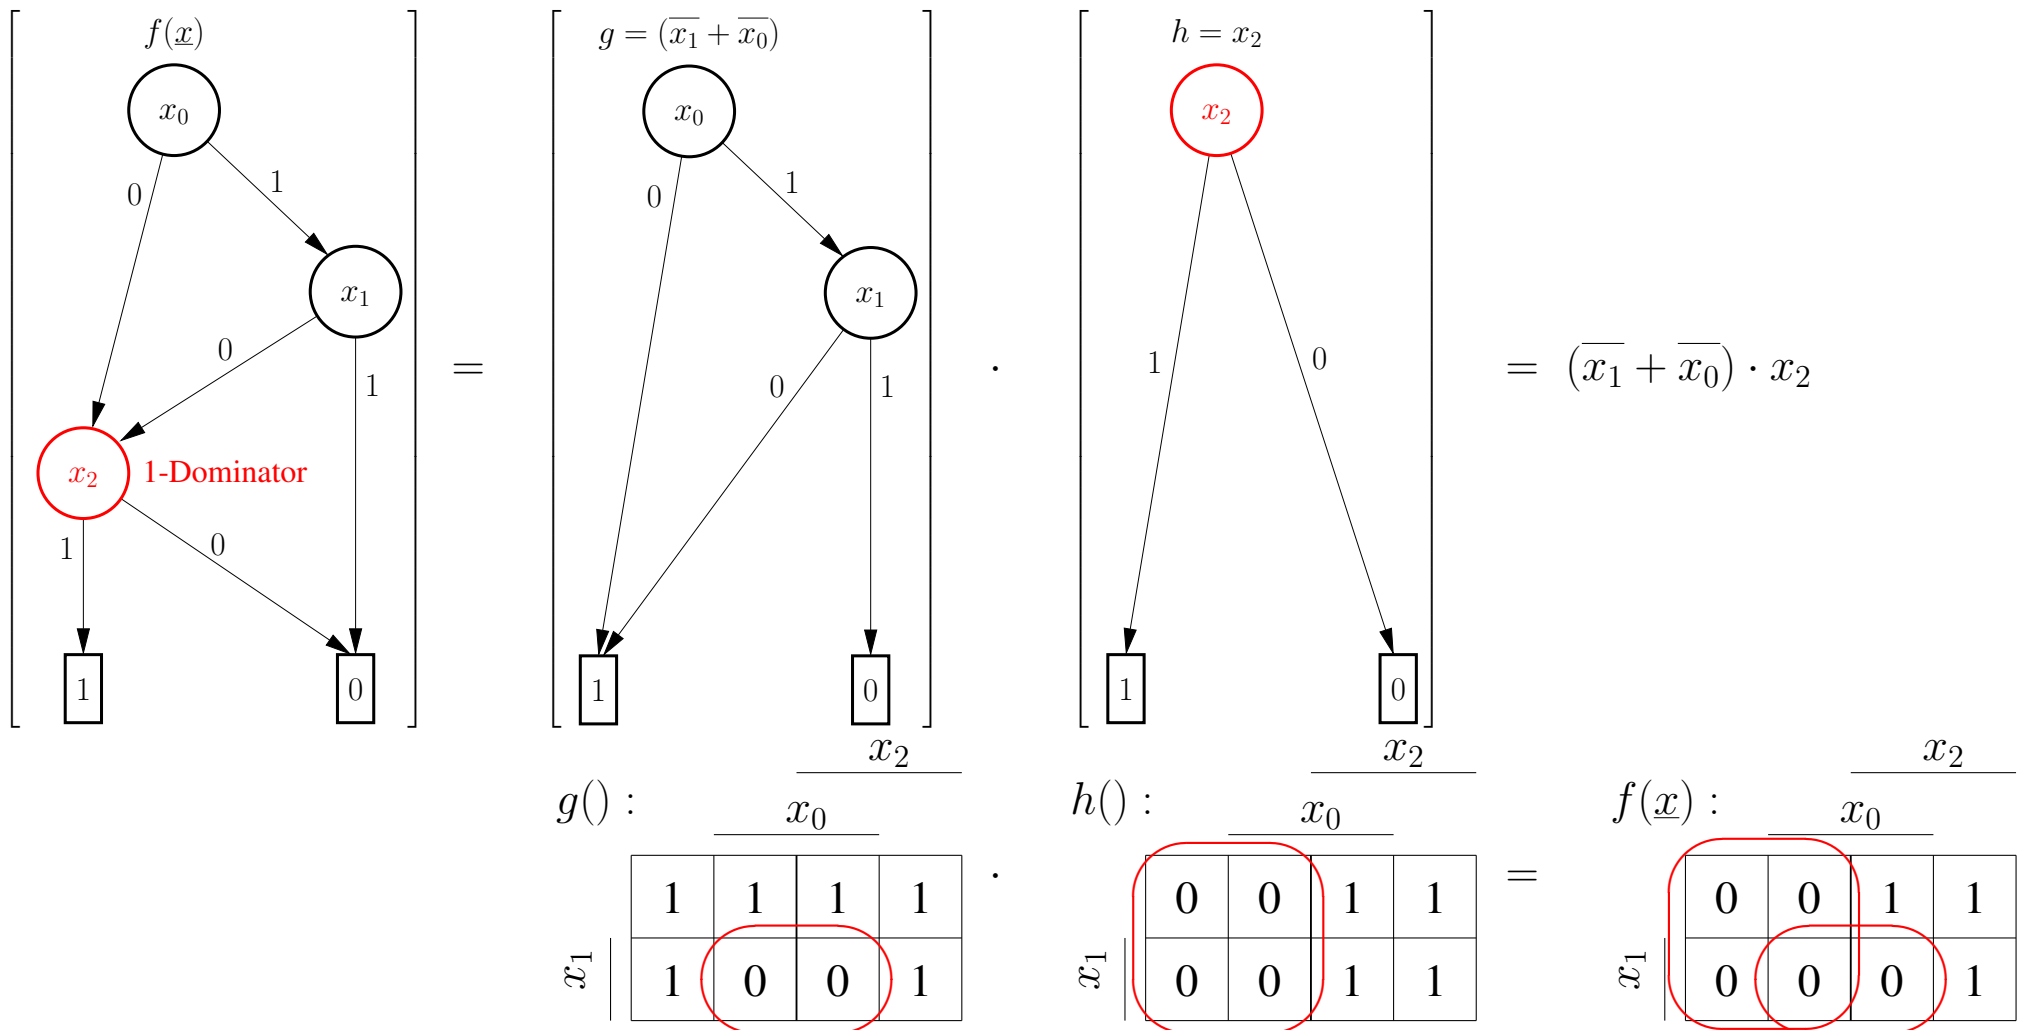 f(x) g = (x̅₁ + x̅₀) h = x₂
x₀ x₀ x₂
0 1 0 1
x₁ x₁
0 1 0 1 1 0
= · = (x̅₁ + x̅₀) · x₂
x₂ 1-Dominator
1 0
1 0 1 0 1 0
x₂ x₂ x₂
g() : x₀ h() : x₀ f(x) : x₀
1 1 1 1 · 0 0 1 1 = 0 0 1 1
x₁ 1 0 0 1 x₁ 0 0 1 1 x₁ 0 0 0 1